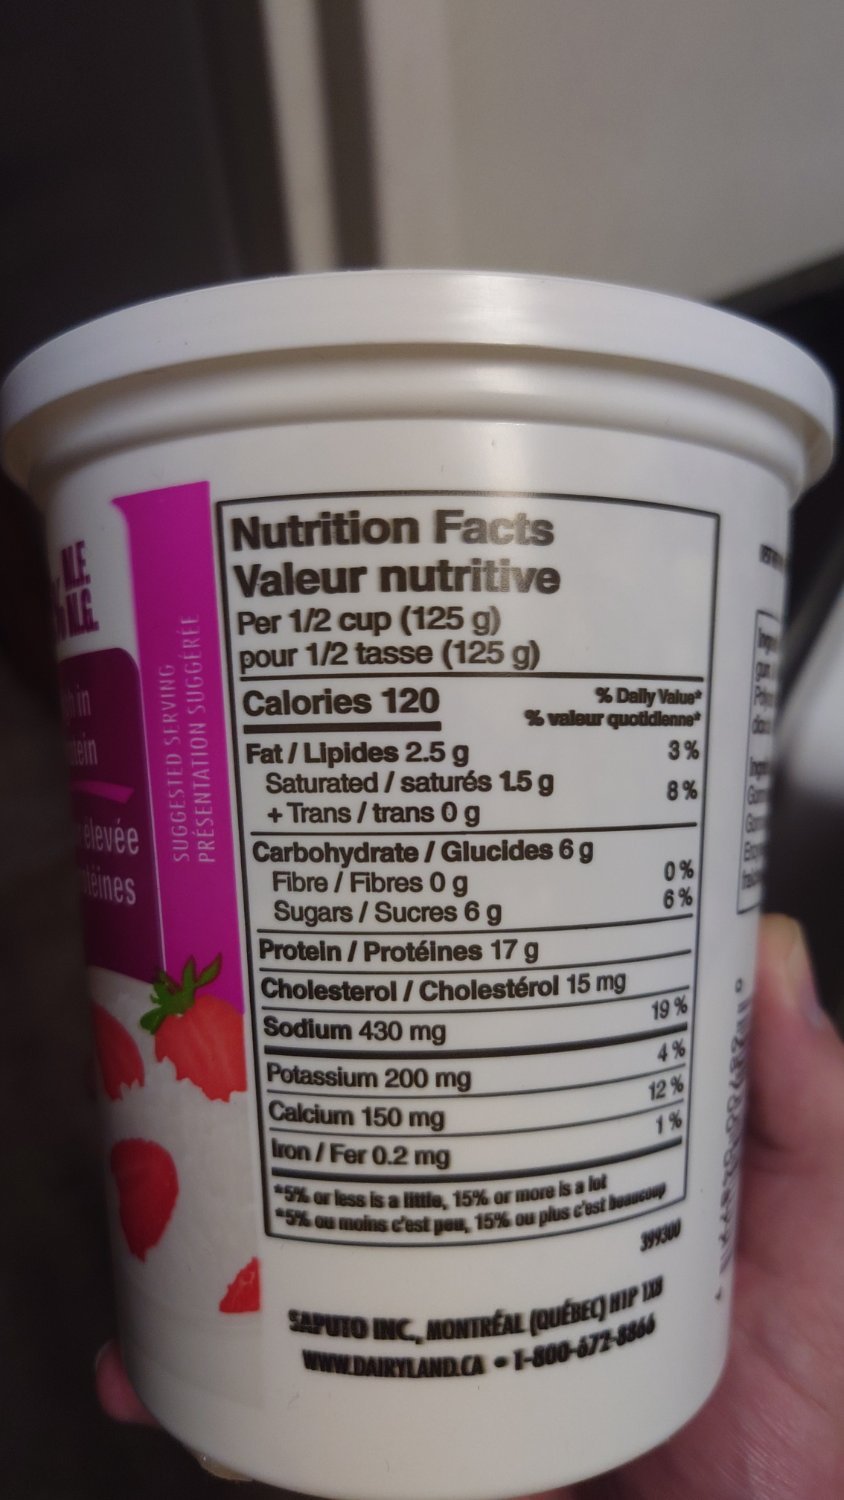 M.F.
% M.G.
élevée
SUGGESTED SERVING
PRÉSENTATION SUGGÉRÉE
Nutrition Facts
Valeur nutritive
Per 1/2 cup (125 g)
pour 1/2 tasse (125 g)
Calories 120
% Daily Value*
% valeur quotidienne*
Fat / Lipides 2.5 g 3 %
Saturated / saturés 1.5 g
+ Trans / trans 0 g 8 %
Carbohydrate / Glucides 6 g
Fibre / Fibres 0 g 0 %
Sugars / Sucres 6 g 6 %
Protein / Protéines 17 g
Cholesterol / Cholestérol 15 mg
Sodium 430 mg 19 %
Potassium 200 mg 4 %
Calcium 150 mg 12 %
Iron / Fer 0.2 mg 1 %
*5% or less is a little, 15% or more is a lot
*5% ou moins c'est peu, 15% ou plus c'est beaucoup
399300
SAPUTO INC., MONTRÉAL (QUÉBEC) H1P 1X8
WWW.DAIRYLAND.CA • 1-800-672-8866